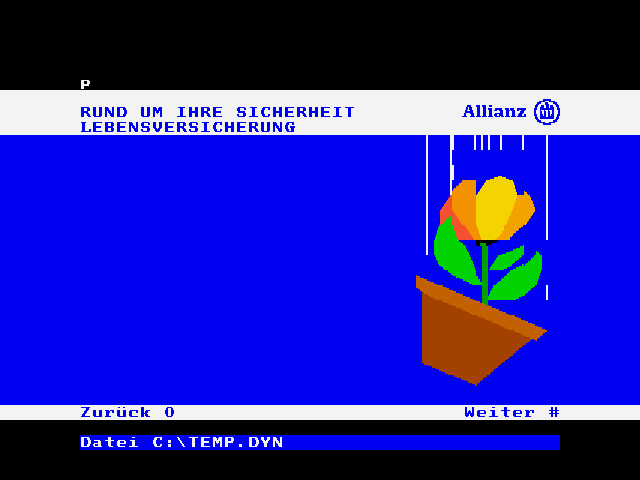 P
RUND UM IHRE SICHERHEIT
LEBENSVERSICHERUNG
Allianz
Zurück 0
Weiter #
Datei C:\TEMP.DYN